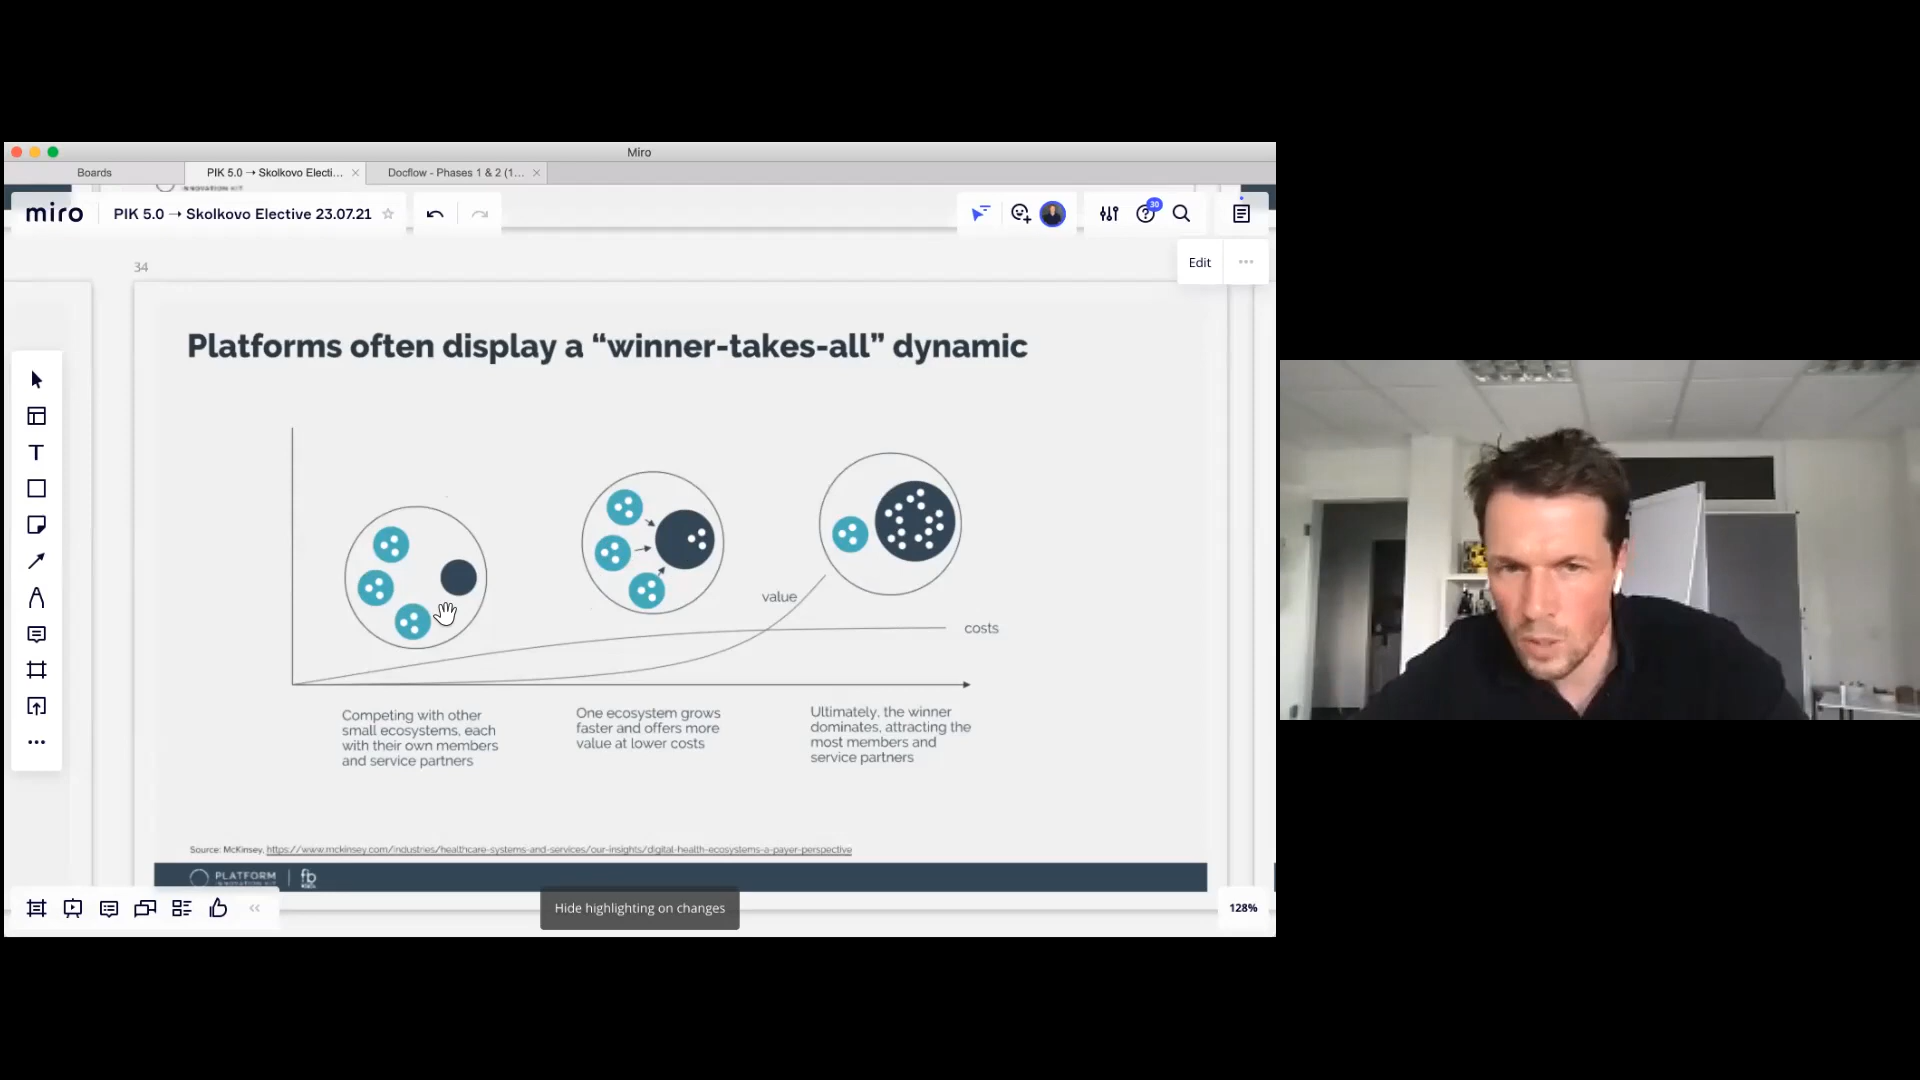 Miro
Boards
PIK 5.0 → Skolkovo Electi...
Docflow - Phases 1 & 2 (1...
miro
PIK 5.0 → Skolkovo Elective 23.07.21
30
Edit
34
Platforms often display a “winner-takes-all” dynamic
value
costs
Competing with other
small ecosystems, each
with their own members
and service partners
One ecosystem grows
faster and offers more
value at lower costs
Ultimately, the winner
dominates, attracting the
most members and
service partners
Source: McKinsey, https://www.mckinsey.com/industries/healthcare-systems-and-services/our-insights/digital-health-ecosystems-a-payer-perspective
PLATFORM
INNOVATION KIT
fb
Hide highlighting on changes
128%